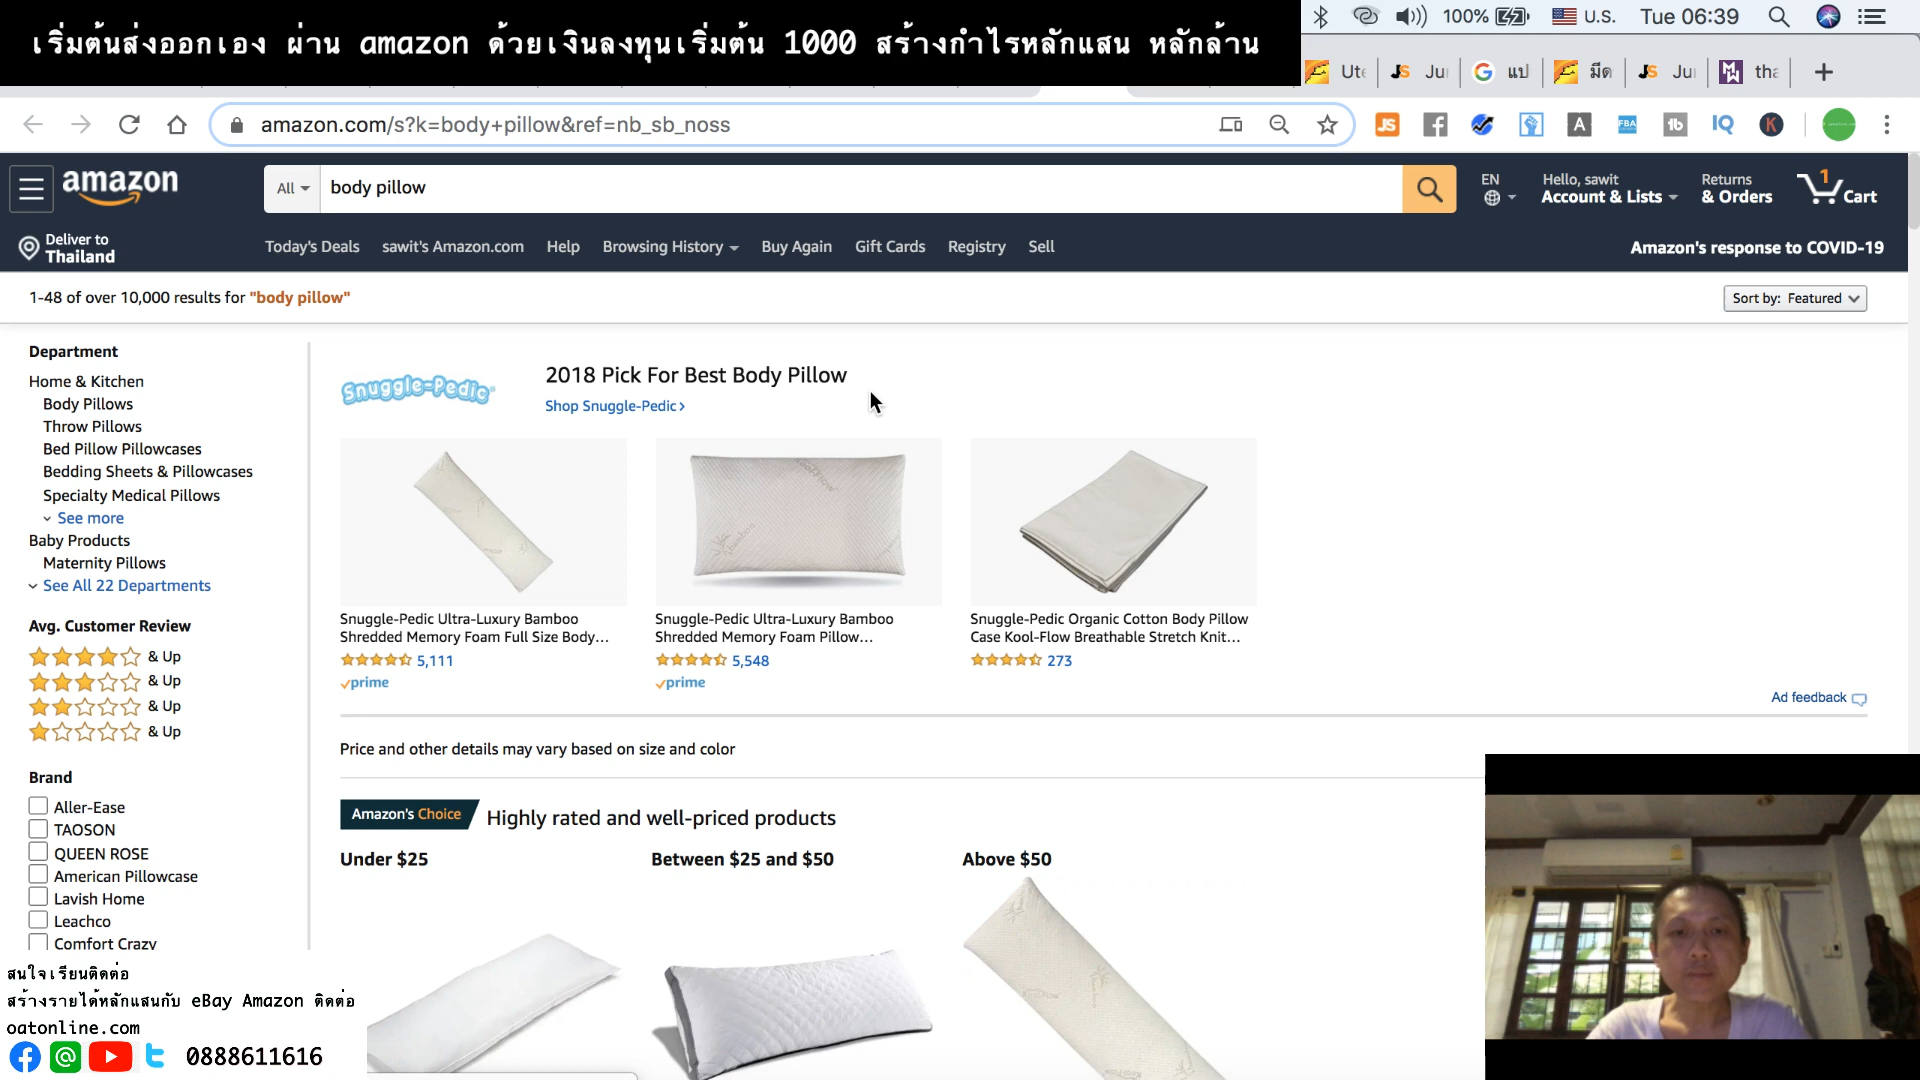 เริ่มต้นส่งออกเอง ผ่าน amazon ด้วยเงินลงทุนเริ่มต้น 1000 สร้างกำไรหลักแสน หลักล้าน
100% U.S. Tue 06:39
Ute Ju แป มีด Ju tha
amazon.com/s?k=body+pillow&ref=nb_sb_noss
amazon
All body pillow
EN
Hello, sawit
Account & Lists
Returns
& Orders
1
Cart
Deliver to
Thailand
Today's Deals sawit's Amazon.com Help Browsing History Buy Again Gift Cards Registry Sell
Amazon's response to COVID-19
1-48 of over 10,000 results for "body pillow"
Sort by: Featured
Department
Home & Kitchen
Body Pillows
Throw Pillows
Bed Pillow Pillowcases
Bedding Sheets & Pillowcases
Specialty Medical Pillows
See more
Baby Products
Maternity Pillows
See All 22 Departments
Avg. Customer Review
& Up
& Up
& Up
& Up
Brand
Aller-Ease
TAOSON
QUEEN ROSE
American Pillowcase
Lavish Home
Leachco
Comfort Crazy
Snuggle-Pedic
2018 Pick For Best Body Pillow
Shop Snuggle-Pedic
Snuggle-Pedic Ultra-Luxury Bamboo
Shredded Memory Foam Full Size Body...
5,111
prime
Snuggle-Pedic Ultra-Luxury Bamboo
Shredded Memory Foam Pillow...
5,548
prime
Snuggle-Pedic Organic Cotton Body Pillow
Case Kool-Flow Breathable Stretch Knit...
273
Ad feedback
Price and other details may vary based on size and color
Amazon's Choice Highly rated and well-priced products
Under $25
Between $25 and $50
Above $50
สนใจเรียนติดต่อ
สร้างรายได้หลักแสนกับ eBay Amazon ติดต่อ
oatonline.com
0888611616